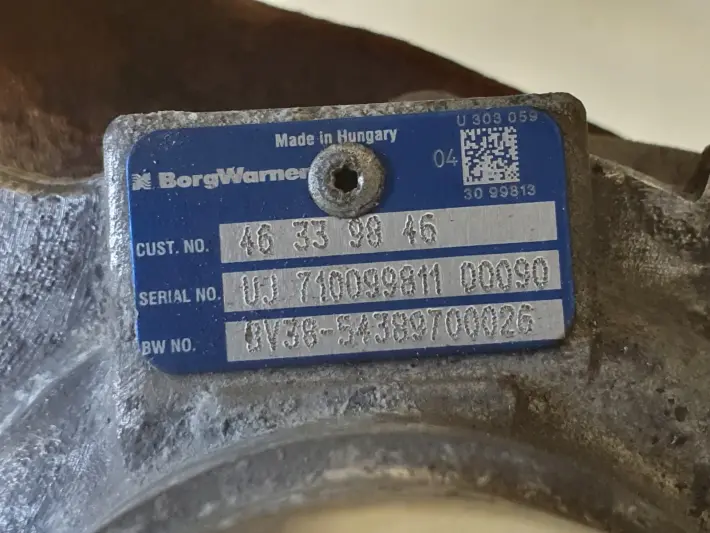 U 303 059
Made in Hungary
04
BorgWarner
30 99813
CUST. NO. 46 33 98 46
SERIAL NO. UJ 710099811 00090
BW NO. BV38-54389700026